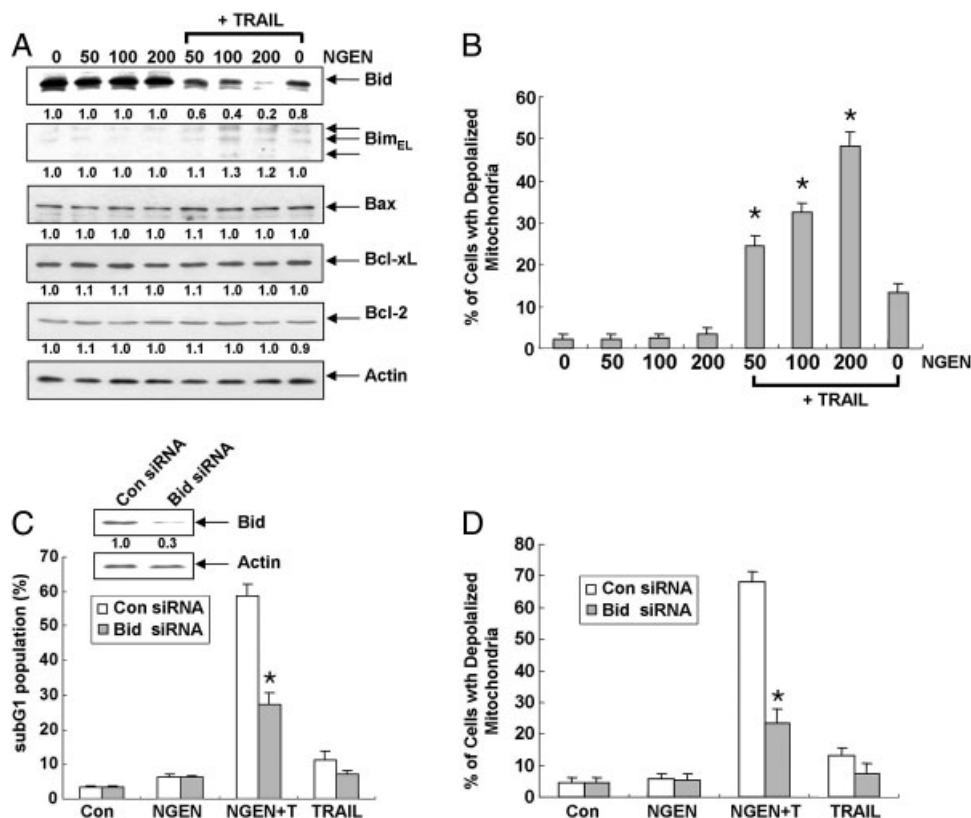 A
+ TRAIL
0 50 100 200 50 100 200 0 NGEN
Bid
1.0 1.0 1.0 1.0 0.6 0.4 0.2 0.8
BimEL
1.0 1.0 1.0 1.0 1.1 1.3 1.2 1.0
Bax
1.0 1.0 1.0 1.0 1.1 1.0 1.0 1.0
Bcl-xL
1.0 1.1 1.1 1.0 1.1 1.0 1.0 1.0
Bcl-2
1.0 1.1 1.0 1.0 1.1 1.0 1.0 0.9
Actin
B
% of Cells wth Depolalized
Mitochondria
60
50
40
30
20
10
0
* * *
0 50 100 200 50 100 200 0 NGEN
+ TRAIL
C
Con siRNA
Bid siRNA
Bid
1.0 0.3
Actin
subG1 population (%)
70
60
50
40
30
20
10
0
Con siRNA
Bid siRNA
*
Con NGEN NGEN+T TRAIL
D
% of Cells wth Depolalized
Mitochondria
80
70
60
50
40
30
20
10
0
Con siRNA
Bid siRNA
*
Con NGEN NGEN+T TRAIL